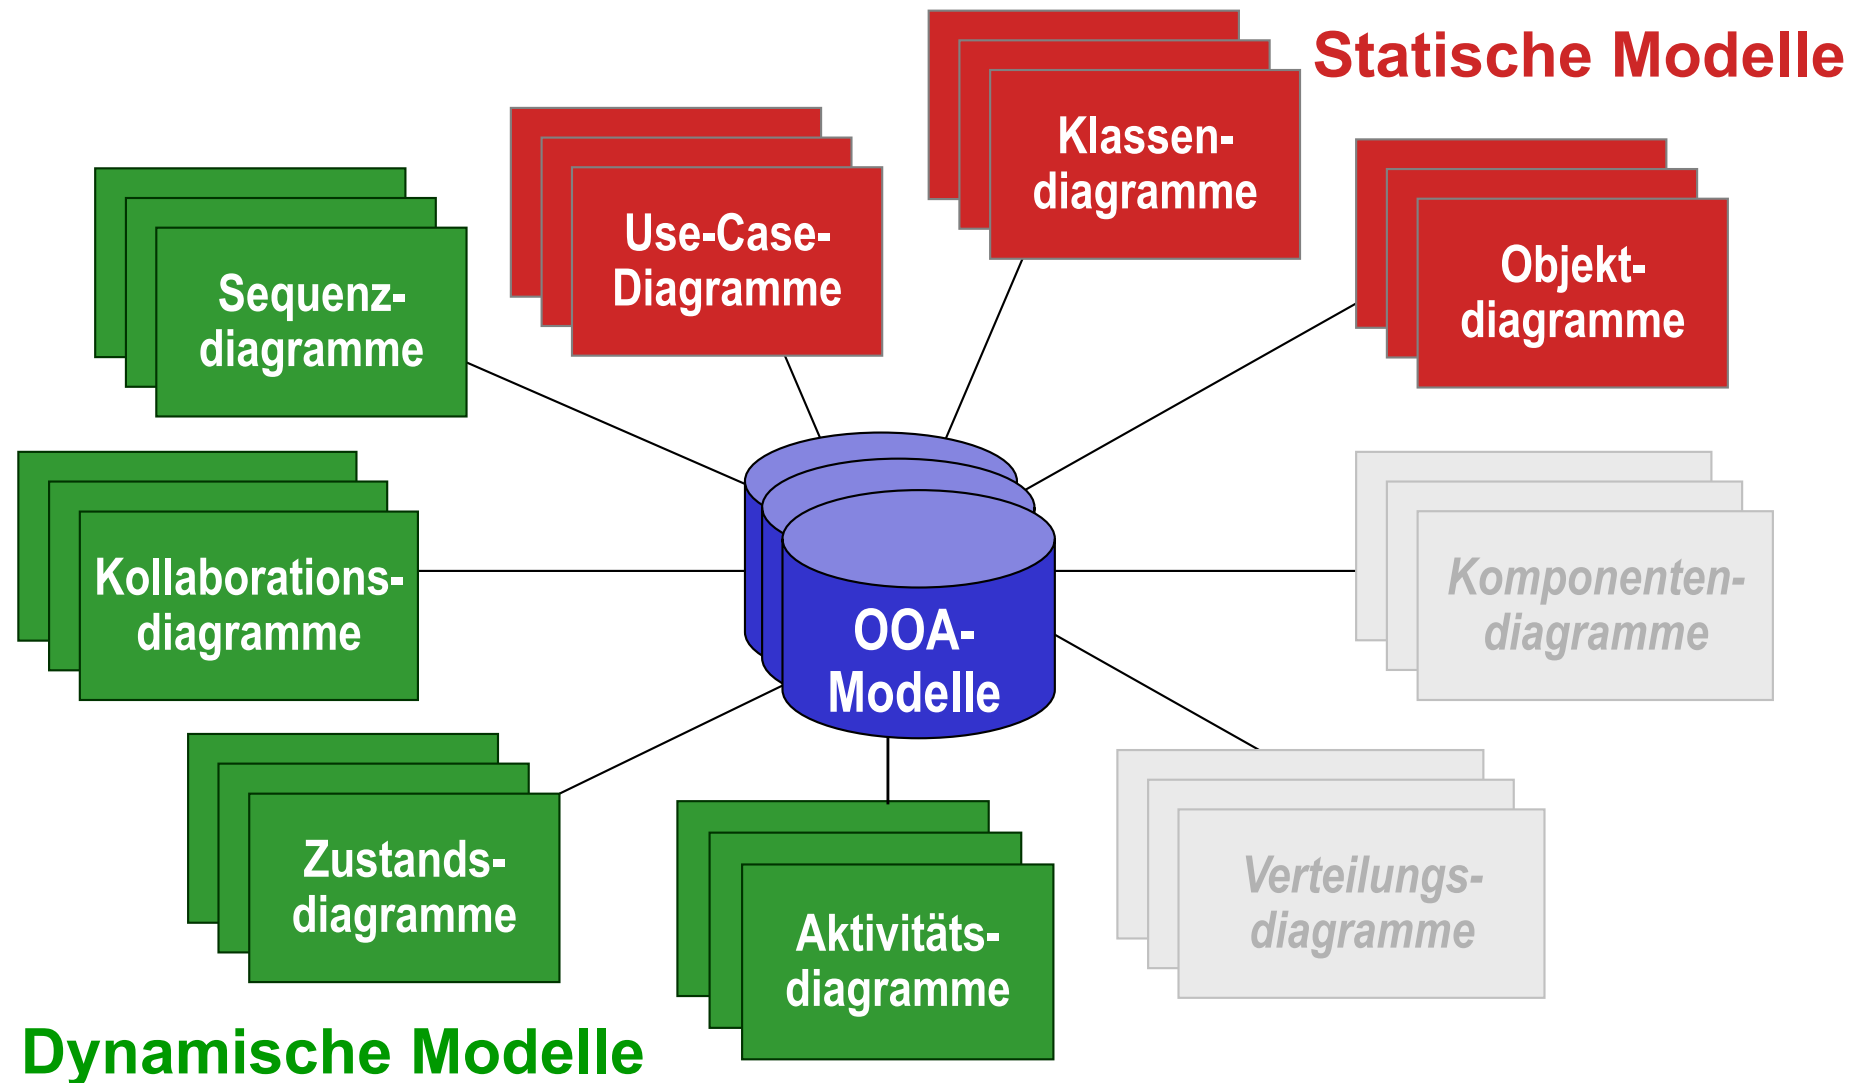 Statische Modelle
Klassen-
diagramme
Use-Case-
Diagramme
Objekt-
diagramme
Sequenz-
diagramme
Kollaborations-
diagramme
OOA-
Modelle
Komponenten-
diagramme
Zustands-
diagramme
Aktivitäts-
diagramme
Verteilungs-
diagramme
Dynamische Modelle